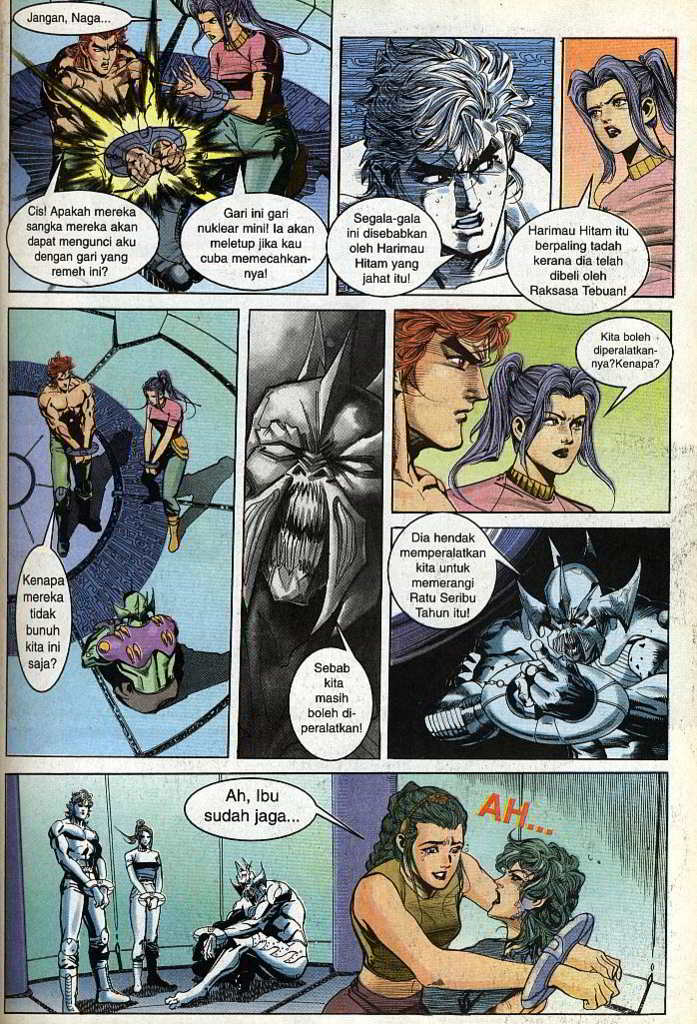 Jangan, Naga...
Cis! Apakah mereka
sangka mereka akan
dapat mengunci aku
dengan gari yang
remeh ini?
Gari ini gari
nuklear mini! Ia akan
meletup jika kau
cuba memecahkan-
nya!
Segala-gala
ini disebabkan
oleh Harimau
Hitam yang
jahat itu!
Harimau Hitam itu
berpaling tadah
kerana dia telah
dibeli oleh
Raksasa Tebuan!
Kenapa
mereka
tidak
bunuh
kita ini
saja?
Sebab
kita
masih
boleh di-
peralatkan!
Kita boleh
diperalatkan-
nya?Kenapa?
Dia hendak
memperalatkan
kita untuk
memerangi
Ratu Seribu
Tahun itu!
Ah, Ibu
sudah jaga...
AH...